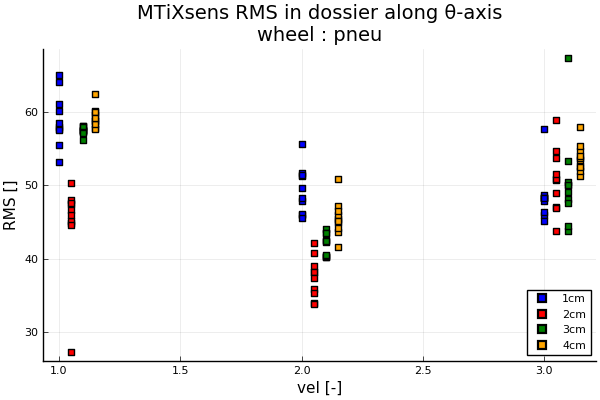 MTiXsens RMS in dossier along θ-axis
wheel : pneu
RMS []
60
50
40
30
1.0
1.5
2.0
2.5
3.0
vel [-]
1cm
2cm
3cm
4cm